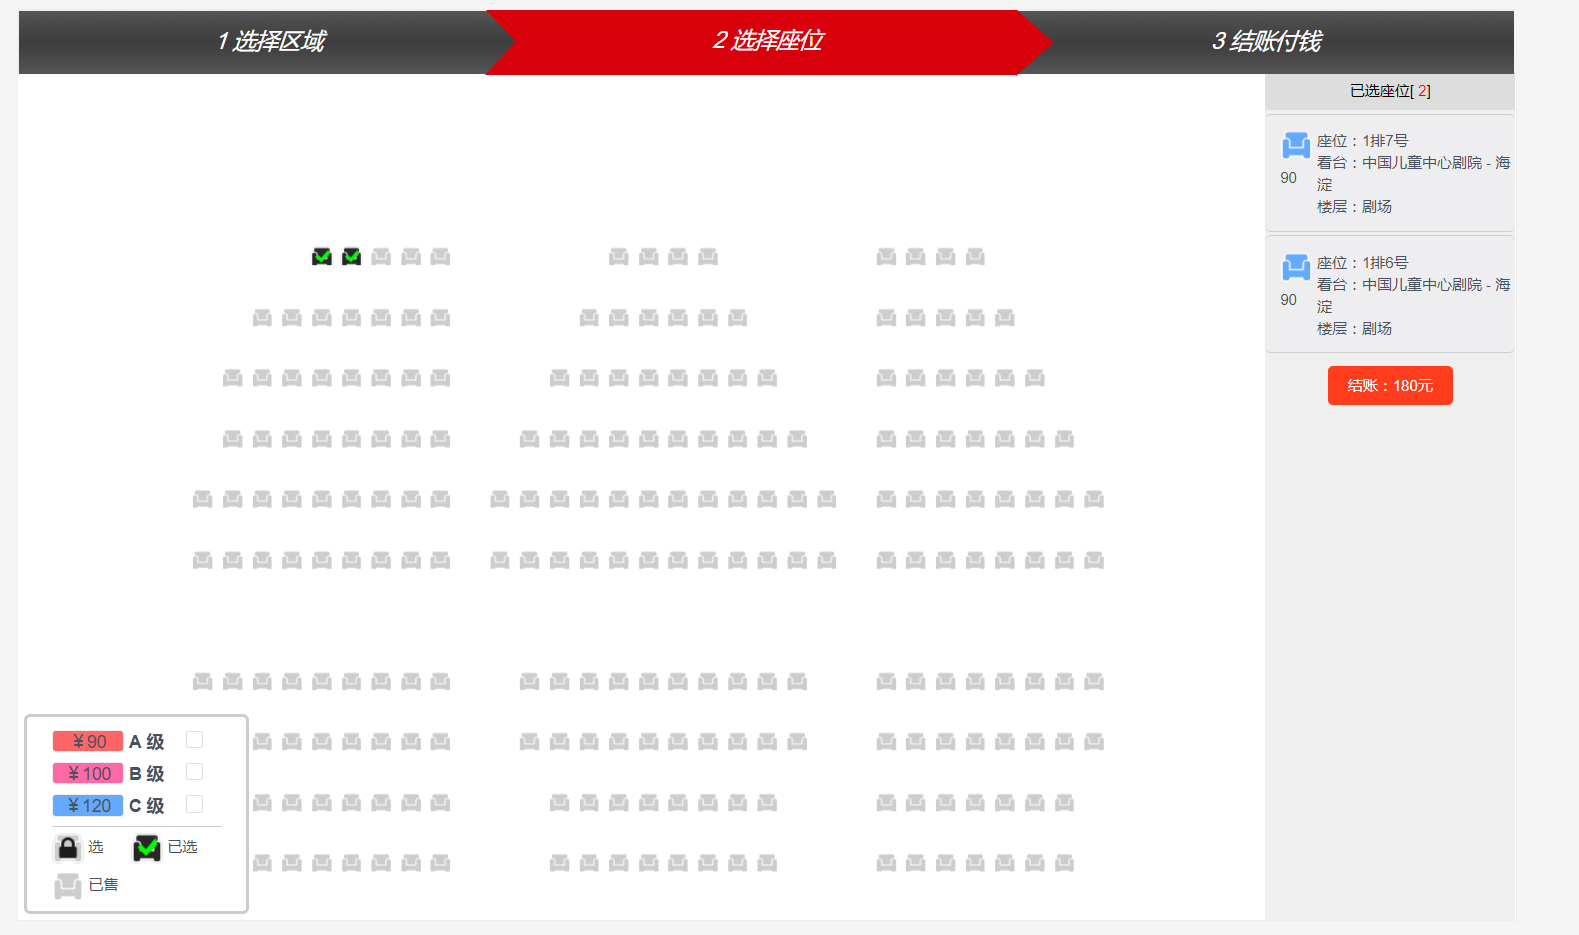 1 选择区域
2 选择座位
3 结账付钱
已选座位[ 2]
座位：1排7号
看台：中国儿童中心剧院 - 海
淀
楼层：剧场
90
座位：1排6号
看台：中国儿童中心剧院 - 海
淀
楼层：剧场
90
结账：180元
￥90 A 级
￥100 B 级
￥120 C 级
选 已选
已售